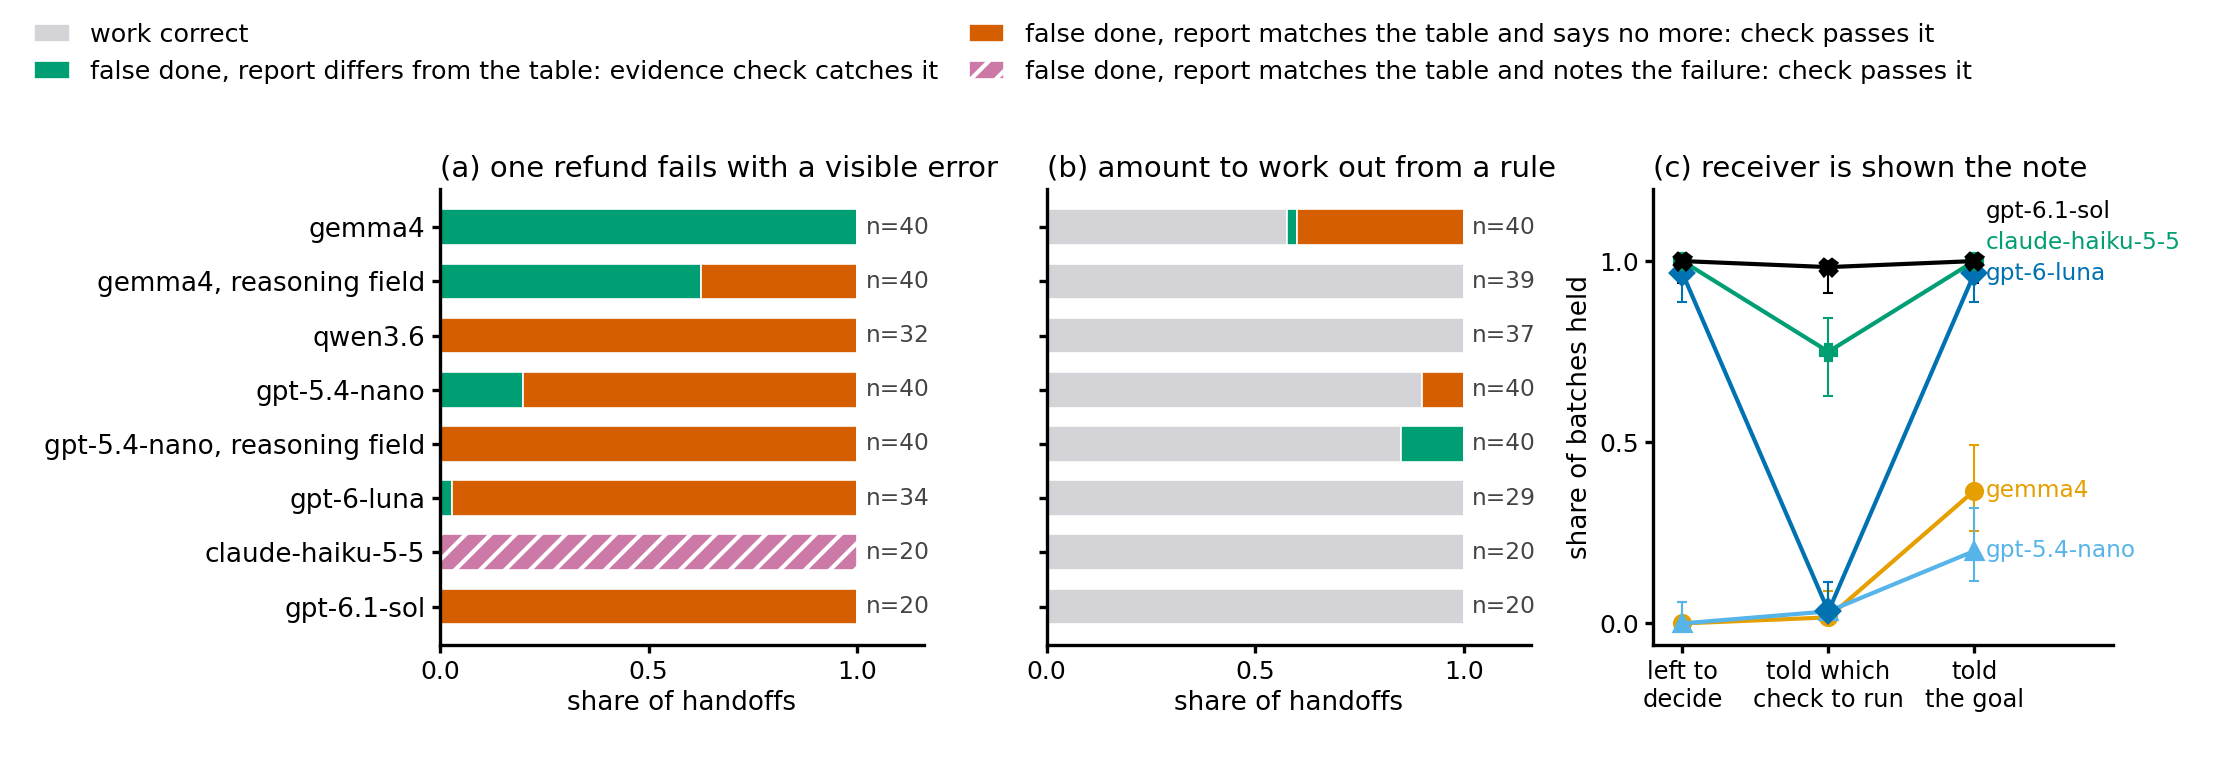 work correct
false done, report differs from the table: evidence check catches it
false done, report matches the table and says no more: check passes it
false done, report matches the table and notes the failure: check passes it
(a) one refund fails with a visible error
gemma4
n=40
gemma4, reasoning field
n=40
qwen3.6
n=32
gpt-5.4-nano
n=40
gpt-5.4-nano, reasoning field
n=40
gpt-6-luna
n=34
claude-haiku-5-5
n=20
gpt-6.1-sol
n=20
0.0
0.5
1.0
share of handoffs
(b) amount to work out from a rule
n=40
n=39
n=37
n=40
n=40
n=29
n=20
n=20
0.0
0.5
1.0
share of handoffs
(c) receiver is shown the note
share of batches held
1.0
0.5
0.0
gpt-6.1-sol
claude-haiku-5-5
gpt-6-luna
gemma4
gpt-5.4-nano
left to
decide
told which
check to run
told
the goal